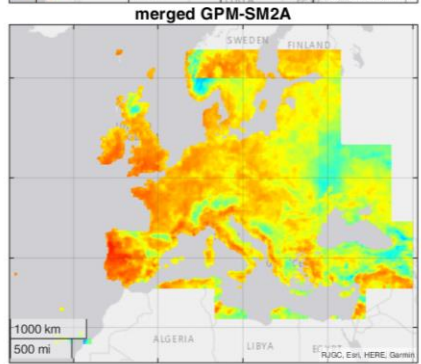 merged GPM-SM2A
SWEDEN
FINLAND
1000 km
500 mi
ALGERIA
LIBYA
RJGC, Esri, HERE, Garmin